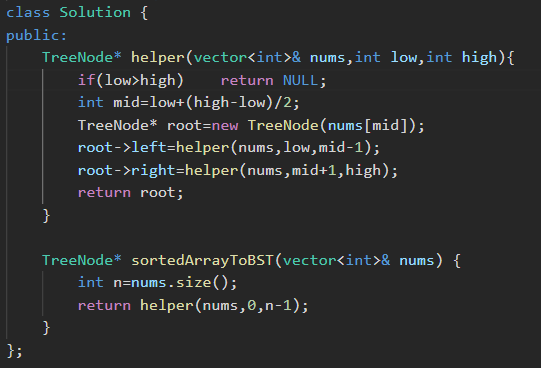 class Solution {
public:
    TreeNode* helper(vector<int>& nums,int low,int high){
        if(low>high)    return NULL;
        int mid=low+(high-low)/2;
        TreeNode* root=new TreeNode(nums[mid]);
        root->left=helper(nums,low,mid-1);
        root->right=helper(nums,mid+1,high);
        return root;
    }

    TreeNode* sortedArrayToBST(vector<int>& nums) {
        int n=nums.size();
        return helper(nums,0,n-1);
    }
};